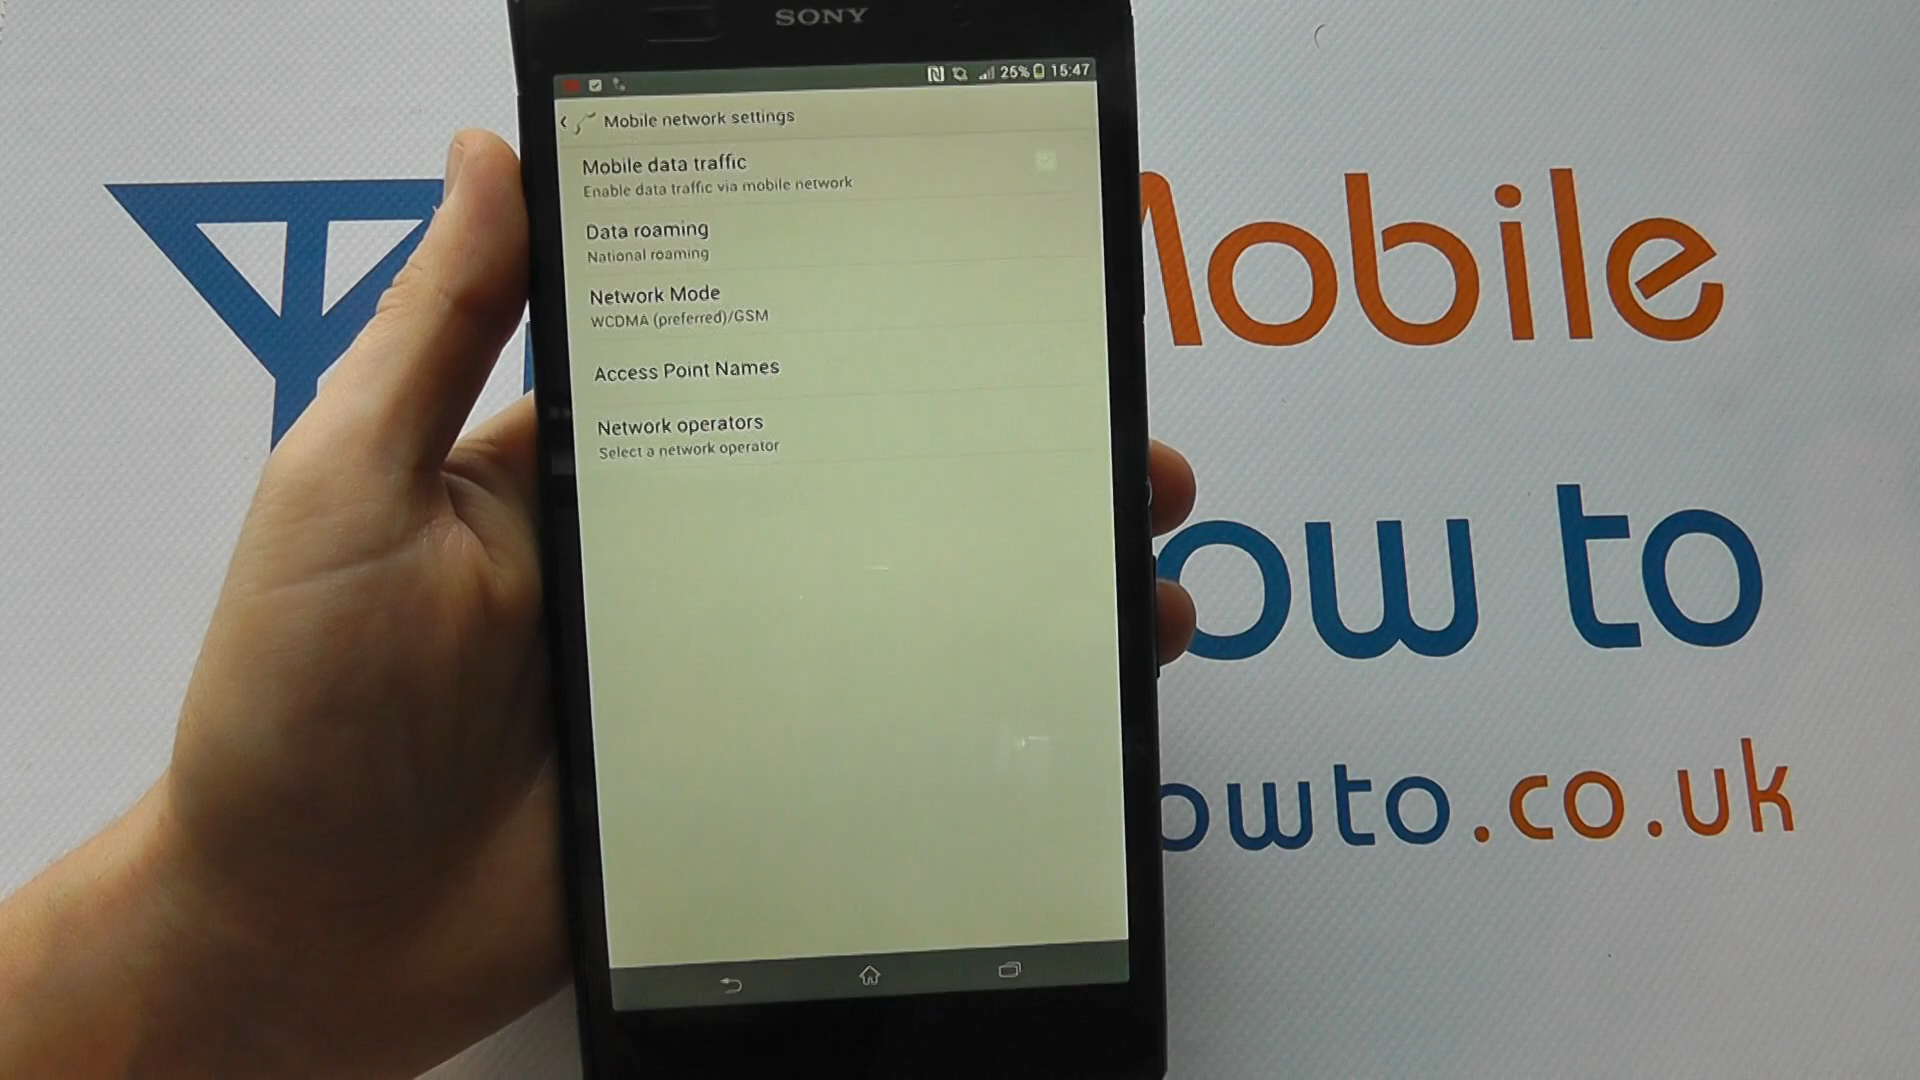 SONY
25% 15:47
Mobile network settings
Mobile data traffic
Enable data traffic via mobile network
Data roaming
National roaming
Network Mode
WCDMA (preferred)/GSM
Access Point Names
Network operators
Select a network operator
Mobile
ow to
owto.co.uk